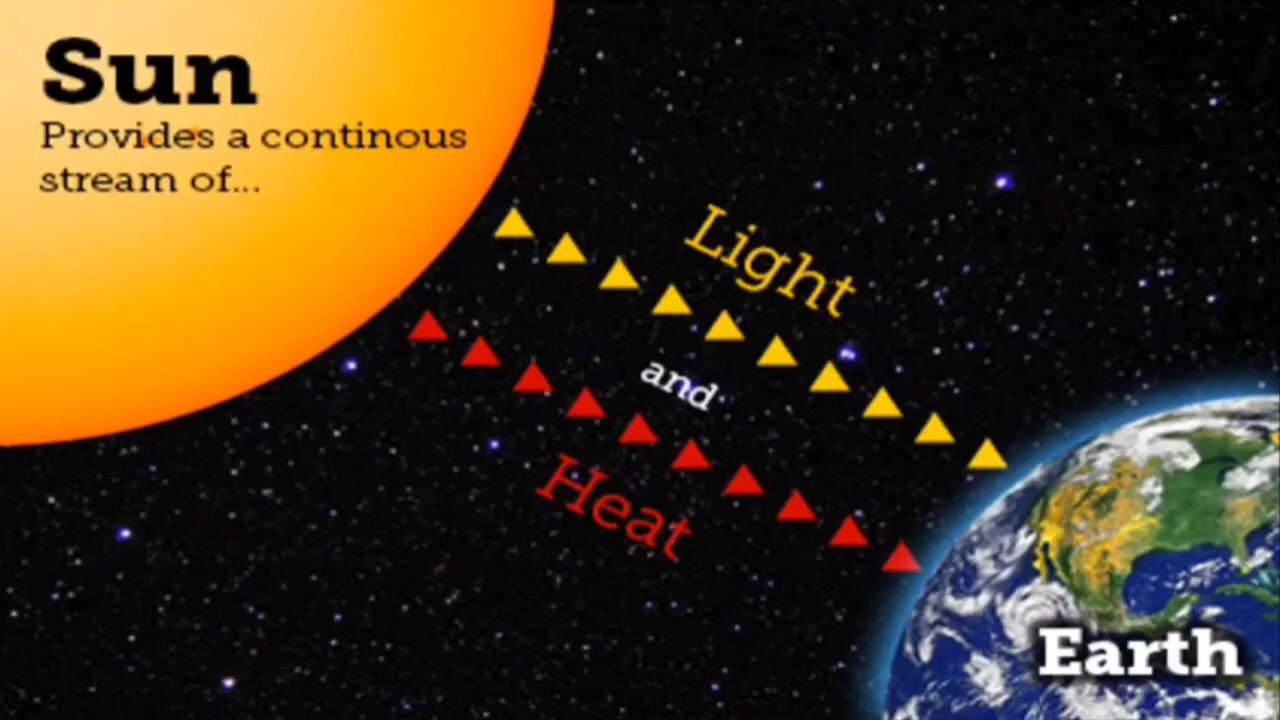 Sun
Provides a continous
stream of...
Light
and
Heat
Earth